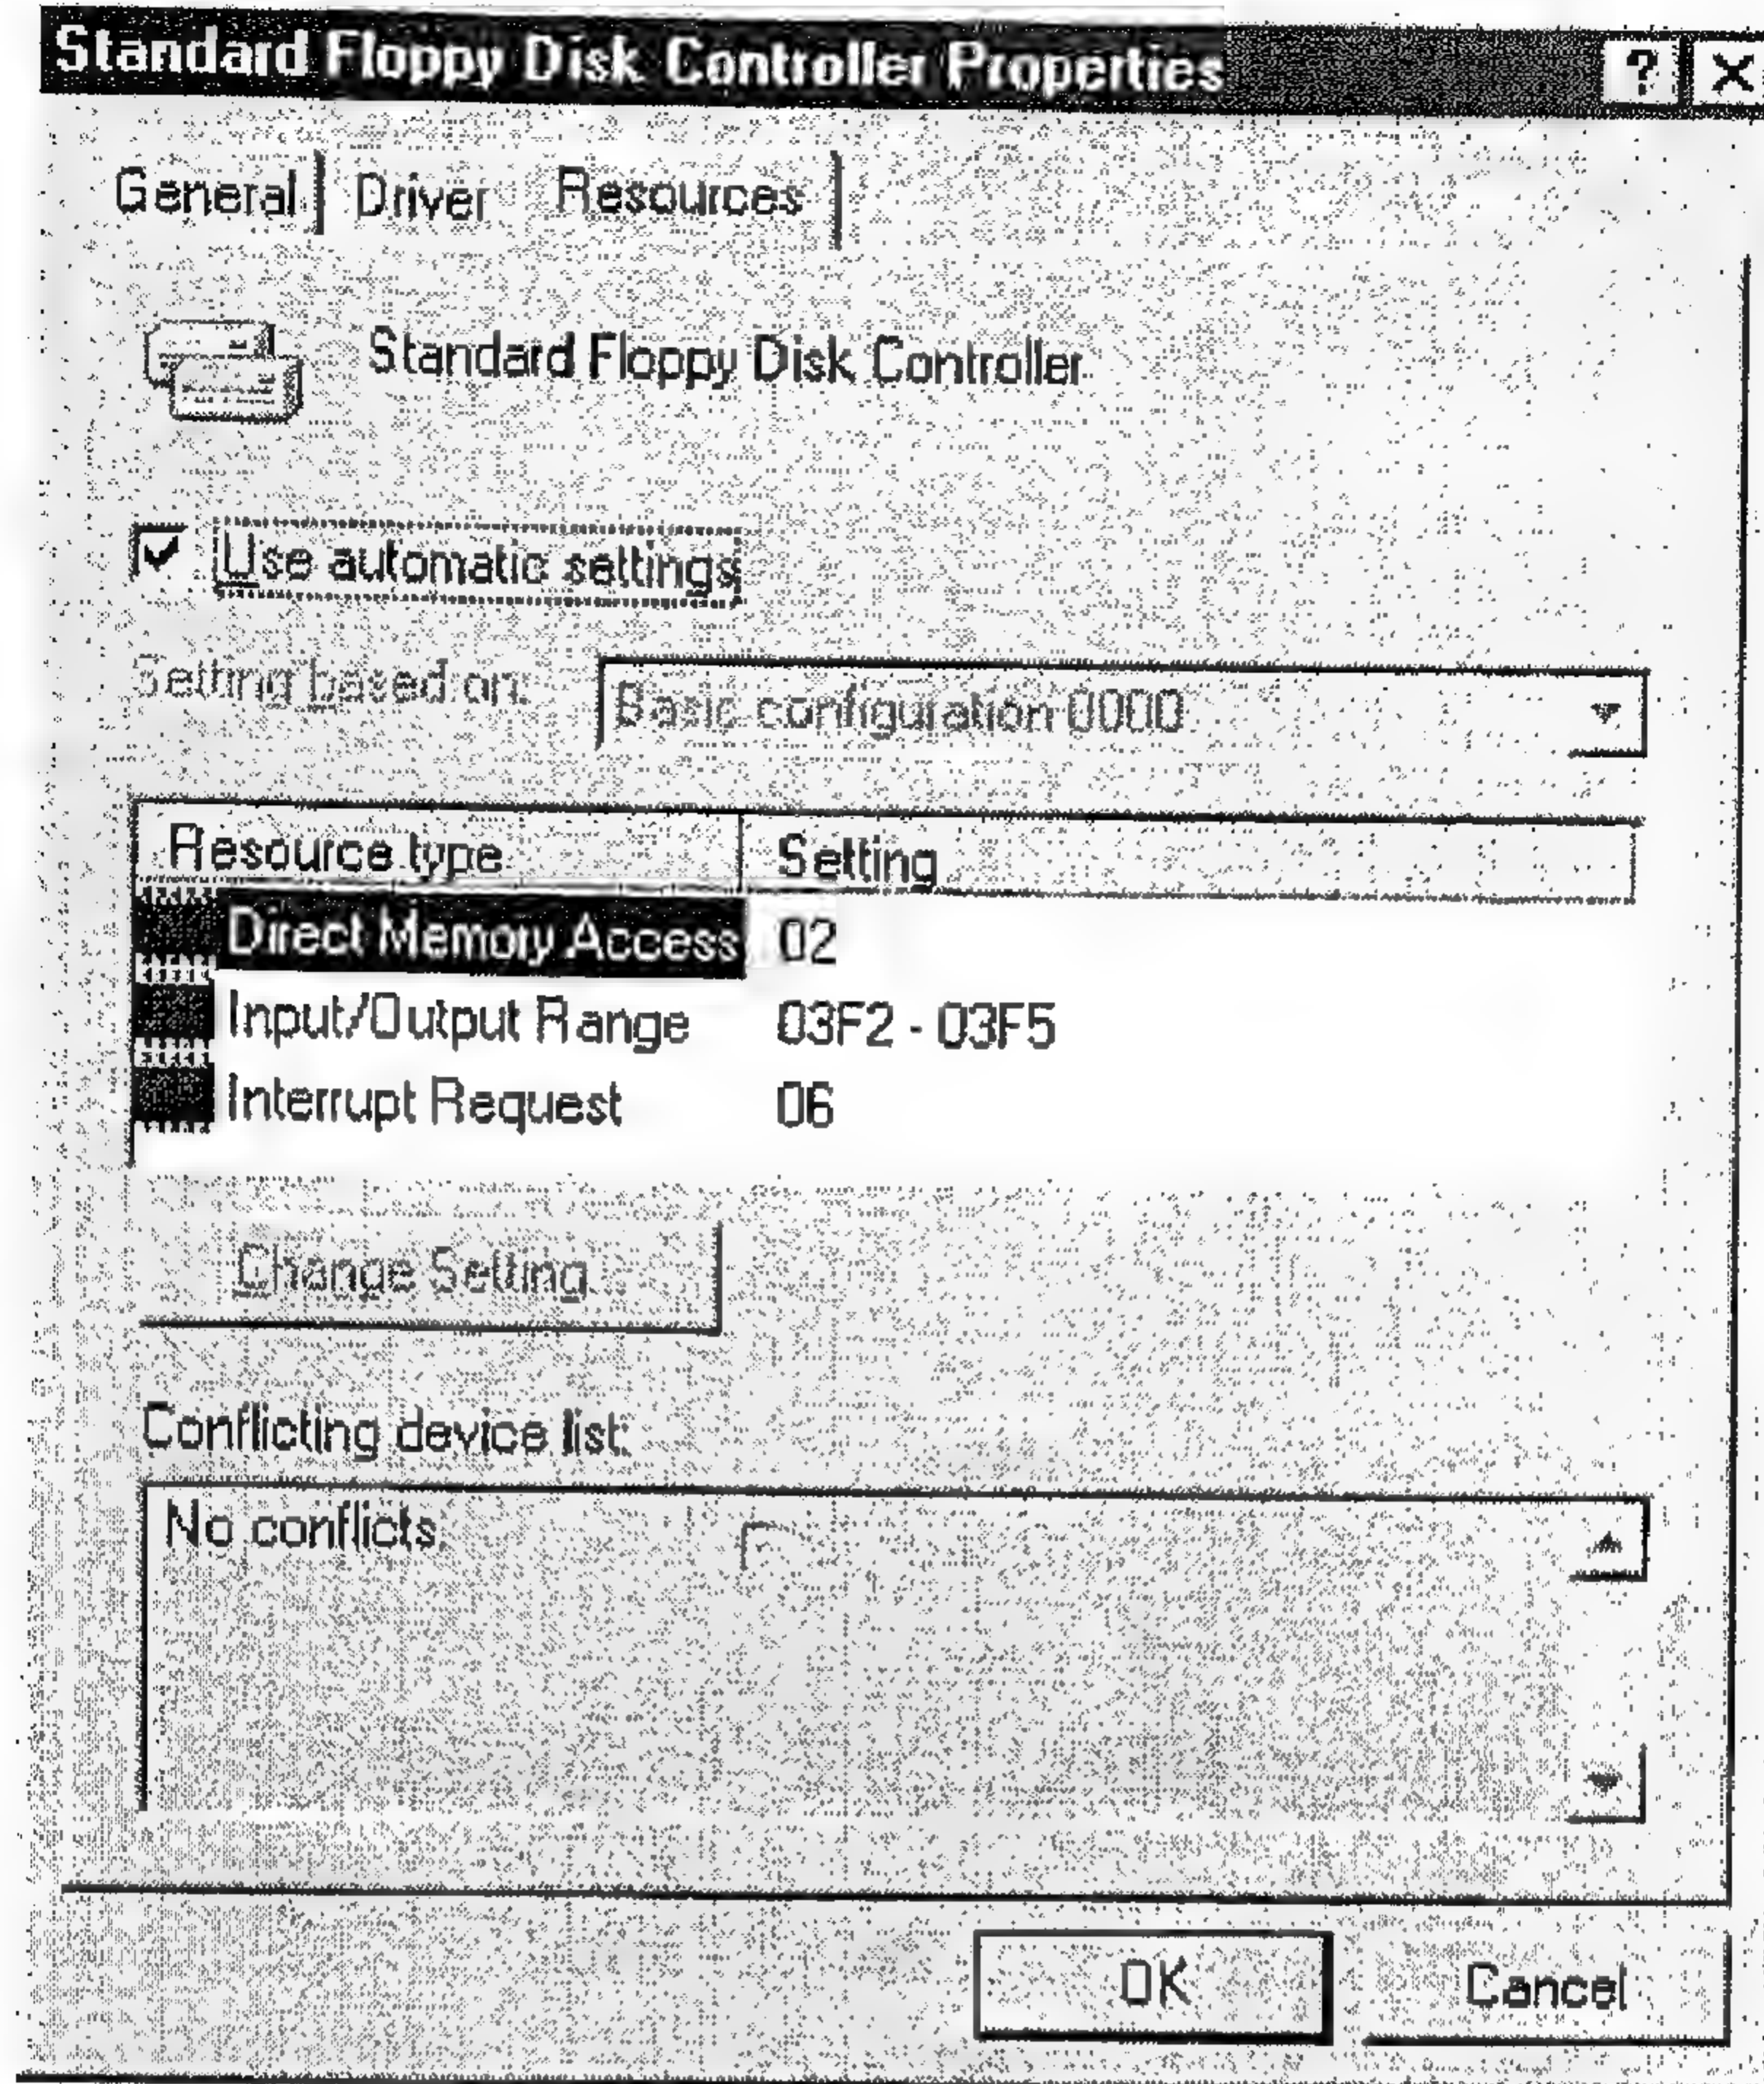 Standard Floppy Disk Controller Properties ? X
General Driver Resources
Standard Floppy Disk Controller
Use automatic settings
Setting based on: Basic configuration 0000
Resource type Setting
Direct Memory Access 02
Input/Output Range 03F2 - 03F5
Interrupt Request 06
Change Setting...
Conflicting device list:
No conflicts.
OK Cancel